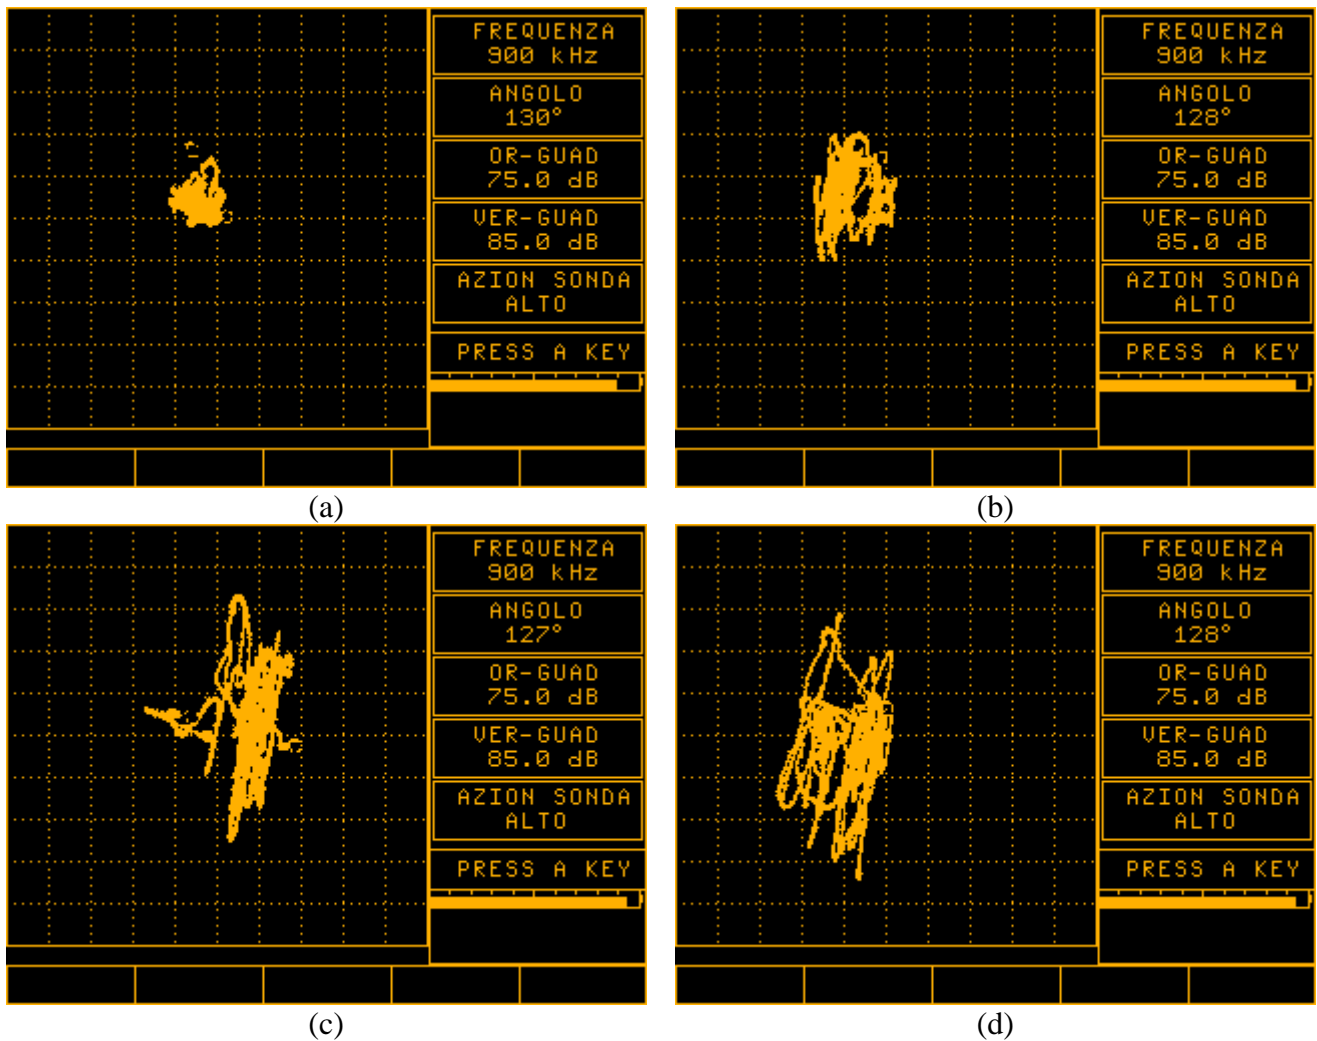 FREQUENZA
900 kHz
ANGOLO
130°
OR-GUAD
75.0 dB
VER-GUAD
85.0 dB
AZION SONDA
ALTO
PRESS A KEY
(a)
FREQUENZA
900 kHz
ANGOLO
128°
OR-GUAD
75.0 dB
VER-GUAD
85.0 dB
AZION SONDA
ALTO
PRESS A KEY
(b)
FREQUENZA
900 kHz
ANGOLO
127°
OR-GUAD
75.0 dB
VER-GUAD
85.0 dB
AZION SONDA
ALTO
PRESS A KEY
(c)
FREQUENZA
900 kHz
ANGOLO
128°
OR-GUAD
75.0 dB
VER-GUAD
85.0 dB
AZION SONDA
ALTO
PRESS A KEY
(d)